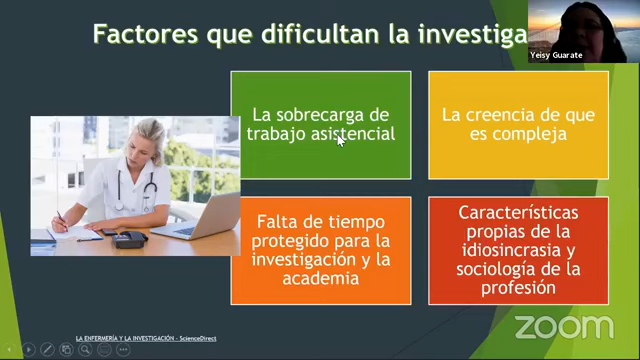 Factores que dificultan la investiga
Yeisy Guarate
La sobrecarga de
trabajo asistencial
La creencia de que
es compleja
Falta de tiempo
protegido para la
investigación y la
academia
Características
propias de la
idiosincrasia y
sociología de la
profesión
LA ENFERMERÍA Y LA INVESTIGACIÓN - ScienceDirect
zoom